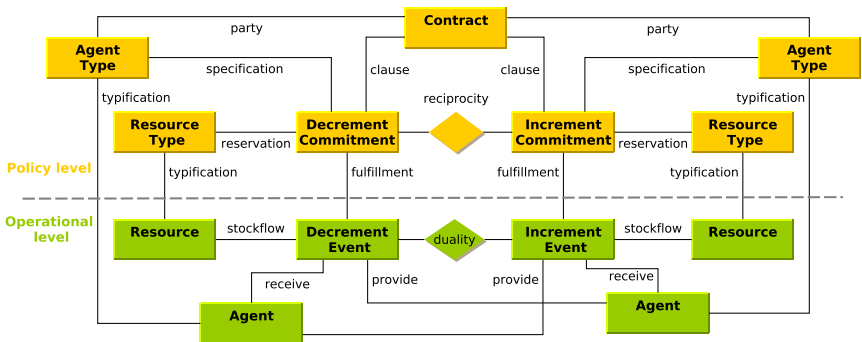 Contract
party
party
Agent
Type
Agent
Type
specification
clause
clause
specification
typification
reciprocity
typification
Resource
Type
reservation
Decrement
Commitment
Increment
Commitment
reservation
Resource
Type
Policy level
typification
fulfillment
fulfillment
typification
Operational
level
Resource
stockflow
Decrement
Event
duality
Increment
Event
stockflow
Resource
receive
provide
provide
receive
Agent
Agent